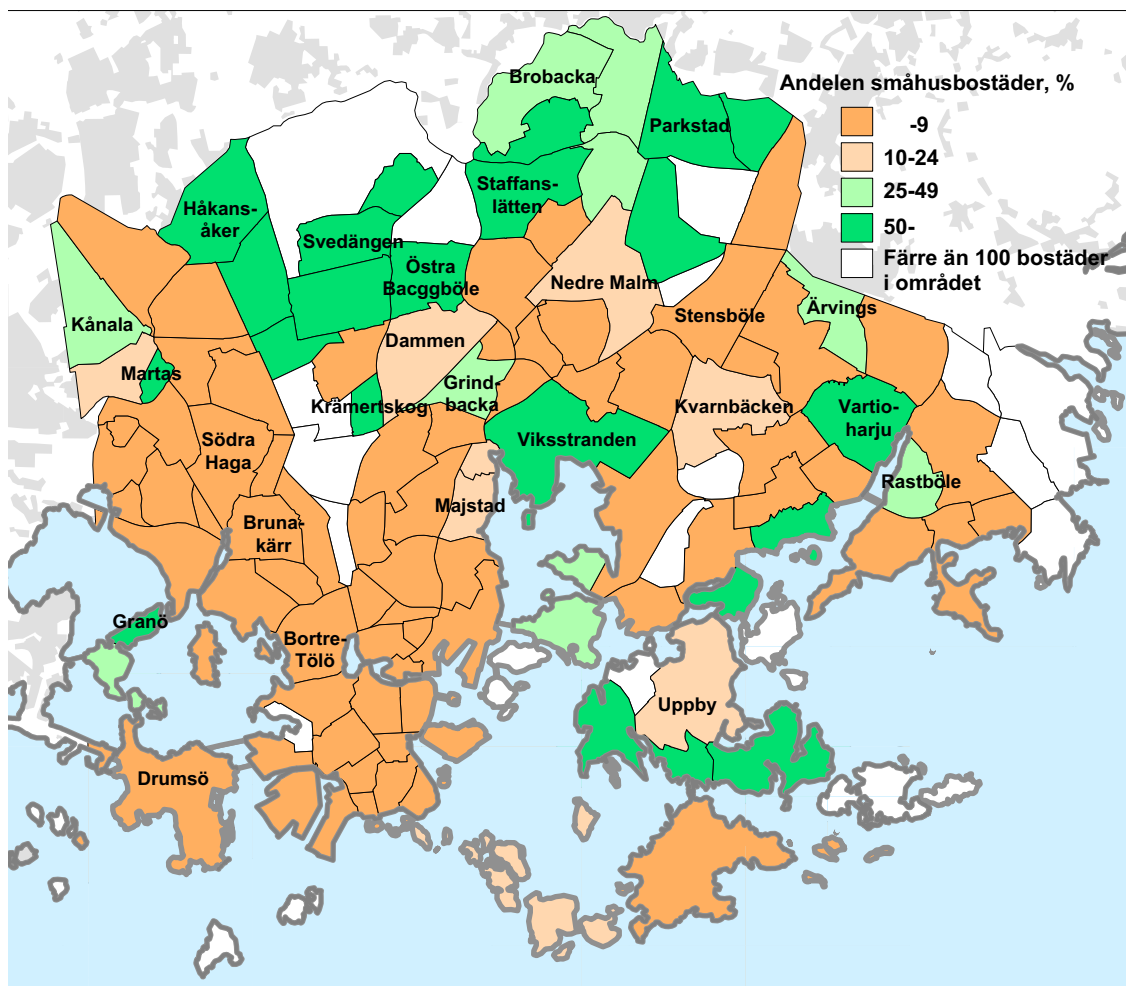 Andelen småhusbostäder, %
-9
10-24
25-49
50-
Färre än 100 bostäder
i området
Brobacka
Parkstad
Håkans-
åker
Staffans-
lätten
Svedängen
Östra
Bacggböle
Nedre Malm
Stensböle
Ärvings
Kånala
Dammen
Martas
Grind-
backa
Krämertskog
Kvarnbäcken
Vartio-
harju
Södra
Haga
Viksstranden
Rastböle
Majstad
Bruna-
kärr
Granö
Bortre-
Tölö
Uppby
Drumsö